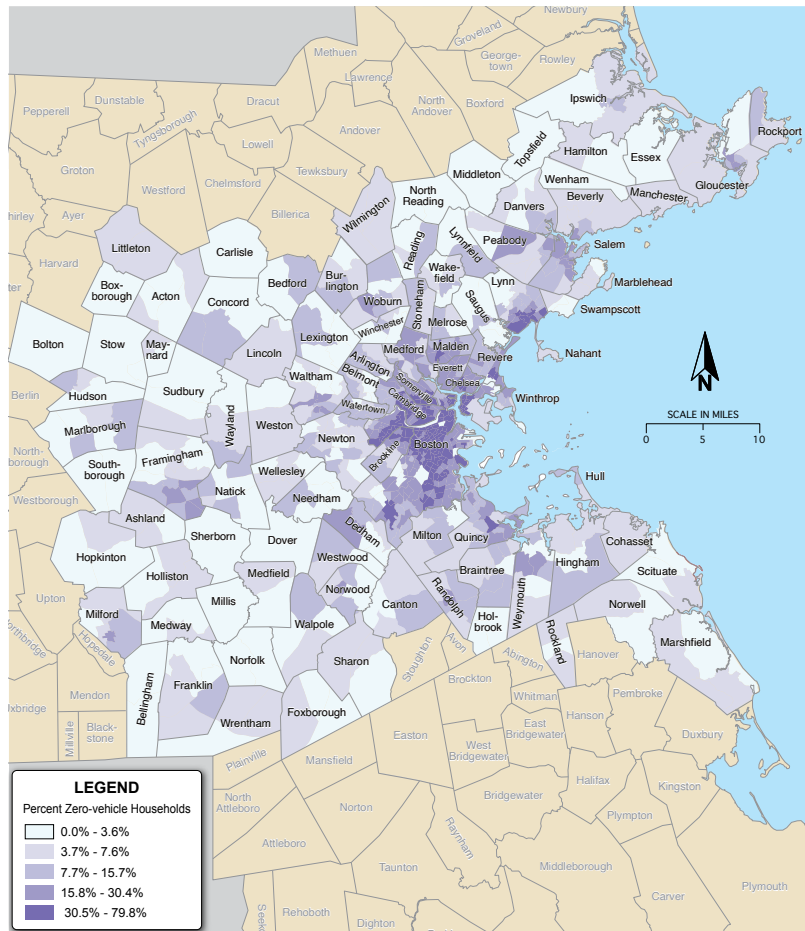 Newbury
Groveland
George-
town
Rowley
Methuen
Lawrence
North
Andover
Boxford
Haverhill
Pepperell
Dunstable
Tyngsborough
Dracut
Andover
Lowell
Groton
Westford
Chelmsford
Tewksbury
Billerica
Ayer
Harvard
Shirley
Ipswich
Topsfield
Hamilton
Essex
Rockport
Middleton
Wenham
Gloucester
Manchester
Beverly
North
Reading
Wilmington
Danvers
Peabody
Salem
Lynnfield
Reading
Wake-
field
Lynn
Marblehead
Swampscott
Saugus
Nahant
Littleton
Carlisle
Box-
borough
Acton
Concord
Bedford
Bur-
lington
Woburn
Stoneham
Winchester
Melrose
Lexington
Bolton
Stow
May-
nard
Lincoln
Medford
Malden
Revere
Arlington
Everett
Waltham
Belmont
Somerville
Chelsea
Cambridge
Winthrop
Berlin
Hudson
Sudbury
Wayland
Weston
Watertown
Newton
Boston
Brookline
Marlborough
North-
borough
South-
borough
Framingham
Wellesley
Natick
Needham
Westborough
Ashland
Sherborn
Dover
Dedham
Westwood
Milton
Quincy
Hull
N
SCALE IN MILES
0 5 10
Hopkinton
Holliston
Medfield
Norwood
Canton
Randolph
Braintree
Weymouth
Hingham
Cohasset
Scituate
Upton
Milford
Medway
Millis
Walpole
Hol-
brook
Norwell
Rockland
Marshfield
Hopedale
Norfolk
Sharon
Stoughton
Avon
Abington
Hanover
Mendon
Bellingham
Franklin
Brockton
Whitman
Pembroke
Hanson
Millville
Black-
stone
Wrentham
Foxborough
Easton
West
Bridgewater
East
Bridgewater
Duxbury
Plainville
Mansfield
North
Attleboro
Norton
Bridgewater
Halifax
Kingston
Plympton
Attleboro
Raynham
Taunton
Middleborough
Carver
Plymouth
Rehoboth
Dighton
LEGEND
Percent Zero-vehicle Households
0.0% - 3.6%
3.7% - 7.6%
7.7% - 15.7%
15.8% - 30.4%
30.5% - 79.8%